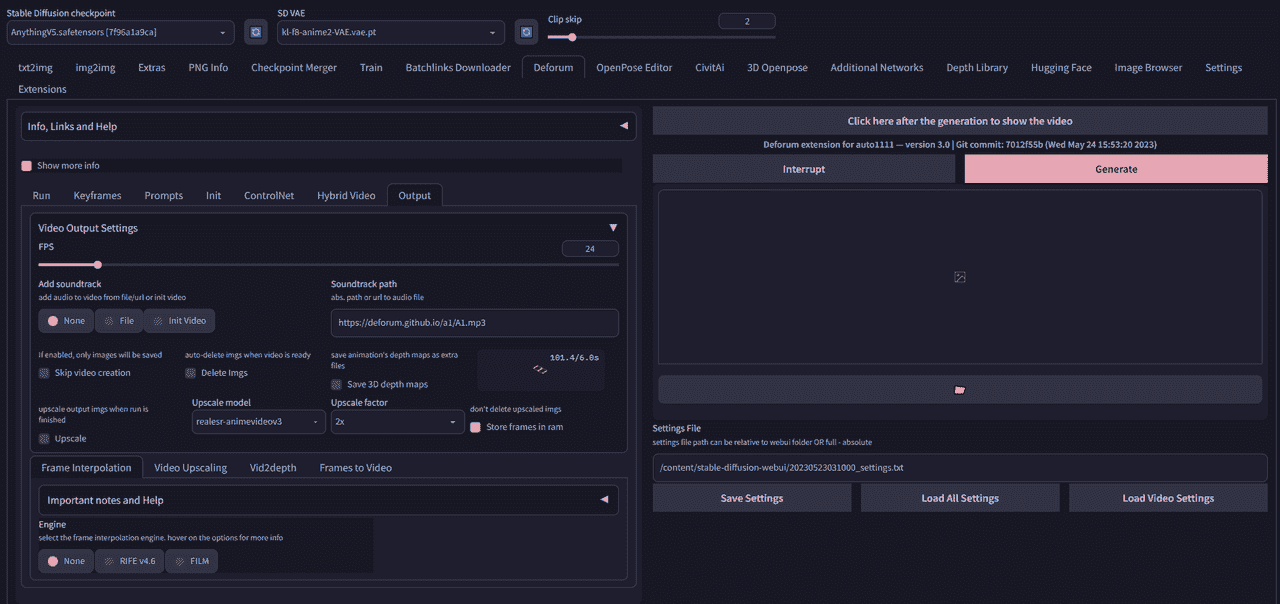 Stable Diffusion checkpoint
AnythingV5.safetensors [7f96a1a9ca]
SD VAE
kl-f8-anime2-VAE.vae.pt
Clip skip
2
txt2img
img2img
Extras
PNG Info
Checkpoint Merger
Train
Batchlinks Downloader
Deforum
OpenPose Editor
CivitAi
3D Openpose
Additional Networks
Depth Library
Hugging Face
Image Browser
Settings
Extensions
Info, Links and Help
Show more info
Run
Keyframes
Prompts
Init
ControlNet
Hybrid Video
Output
Video Output Settings
FPS
24
Add soundtrack
add audio to video from file/url or init video
None
File
Init Video
Soundtrack path
abs. path or url to audio file
https://deforum.github.io/a1/A1.mp3
if enabled, only images will be saved
Skip video creation
auto-delete imgs when video is ready
Delete Imgs
save animation's depth maps as extra
files
Save 3D depth maps
101.4/6.0s
upscale output imgs when run is
finished
Upscale
Upscale model
realesr-animevideov3
Upscale factor
2x
don't delete upscaled imgs
Store frames in ram
Frame Interpolation
Video Upscaling
Vid2depth
Frames to Video
Important notes and Help
Engine
select the frame interpolation engine. hover on the options for more info
None
RIFE v4.6
FILM
Click here after the generation to show the video
Deforum extension for auto1111 — version 3.0 | Git commit: 7012f55b (Wed May 24 15:53:20 2023)
Interrupt
Generate
Settings File
settings file path can be relative to webui folder OR full - absolute
/content/stable-diffusion-webui/20230523031000_settings.txt
Save Settings
Load All Settings
Load Video Settings